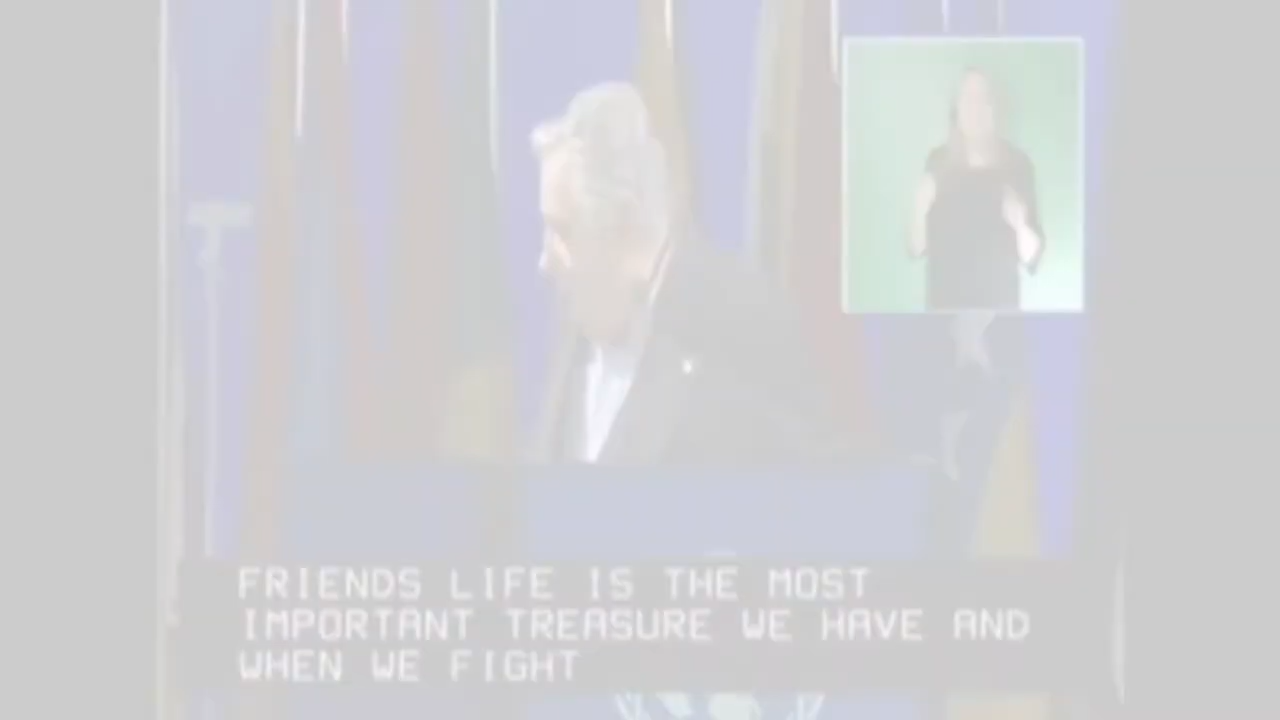 FRIENDS LIFE IS THE MOST
IMPORTANT TREASURE WE HAVE AND
WHEN WE FIGHT